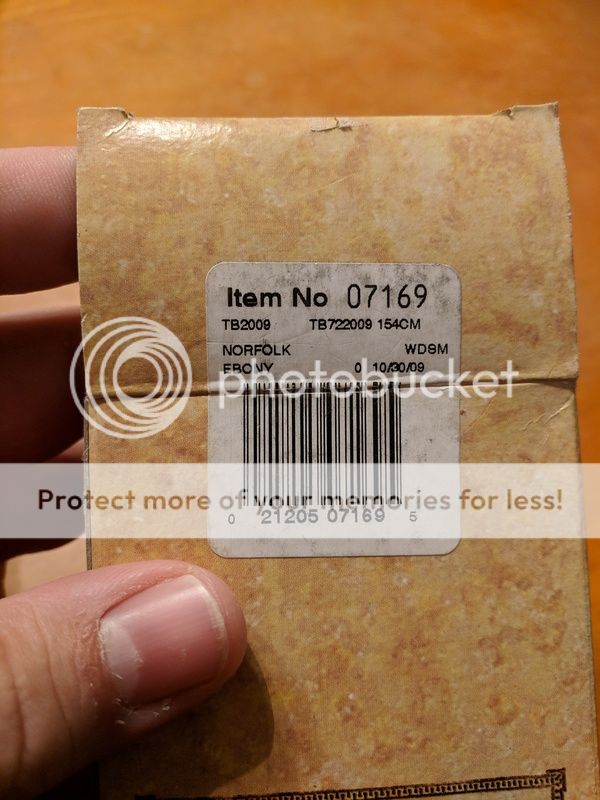 Item No 07169
TB2009 TB722009 154CM
NORFOLK WDSM
EBONY 0 10/30/09
photobucket
Protect more of your memories for less!
0 21205 07169 5